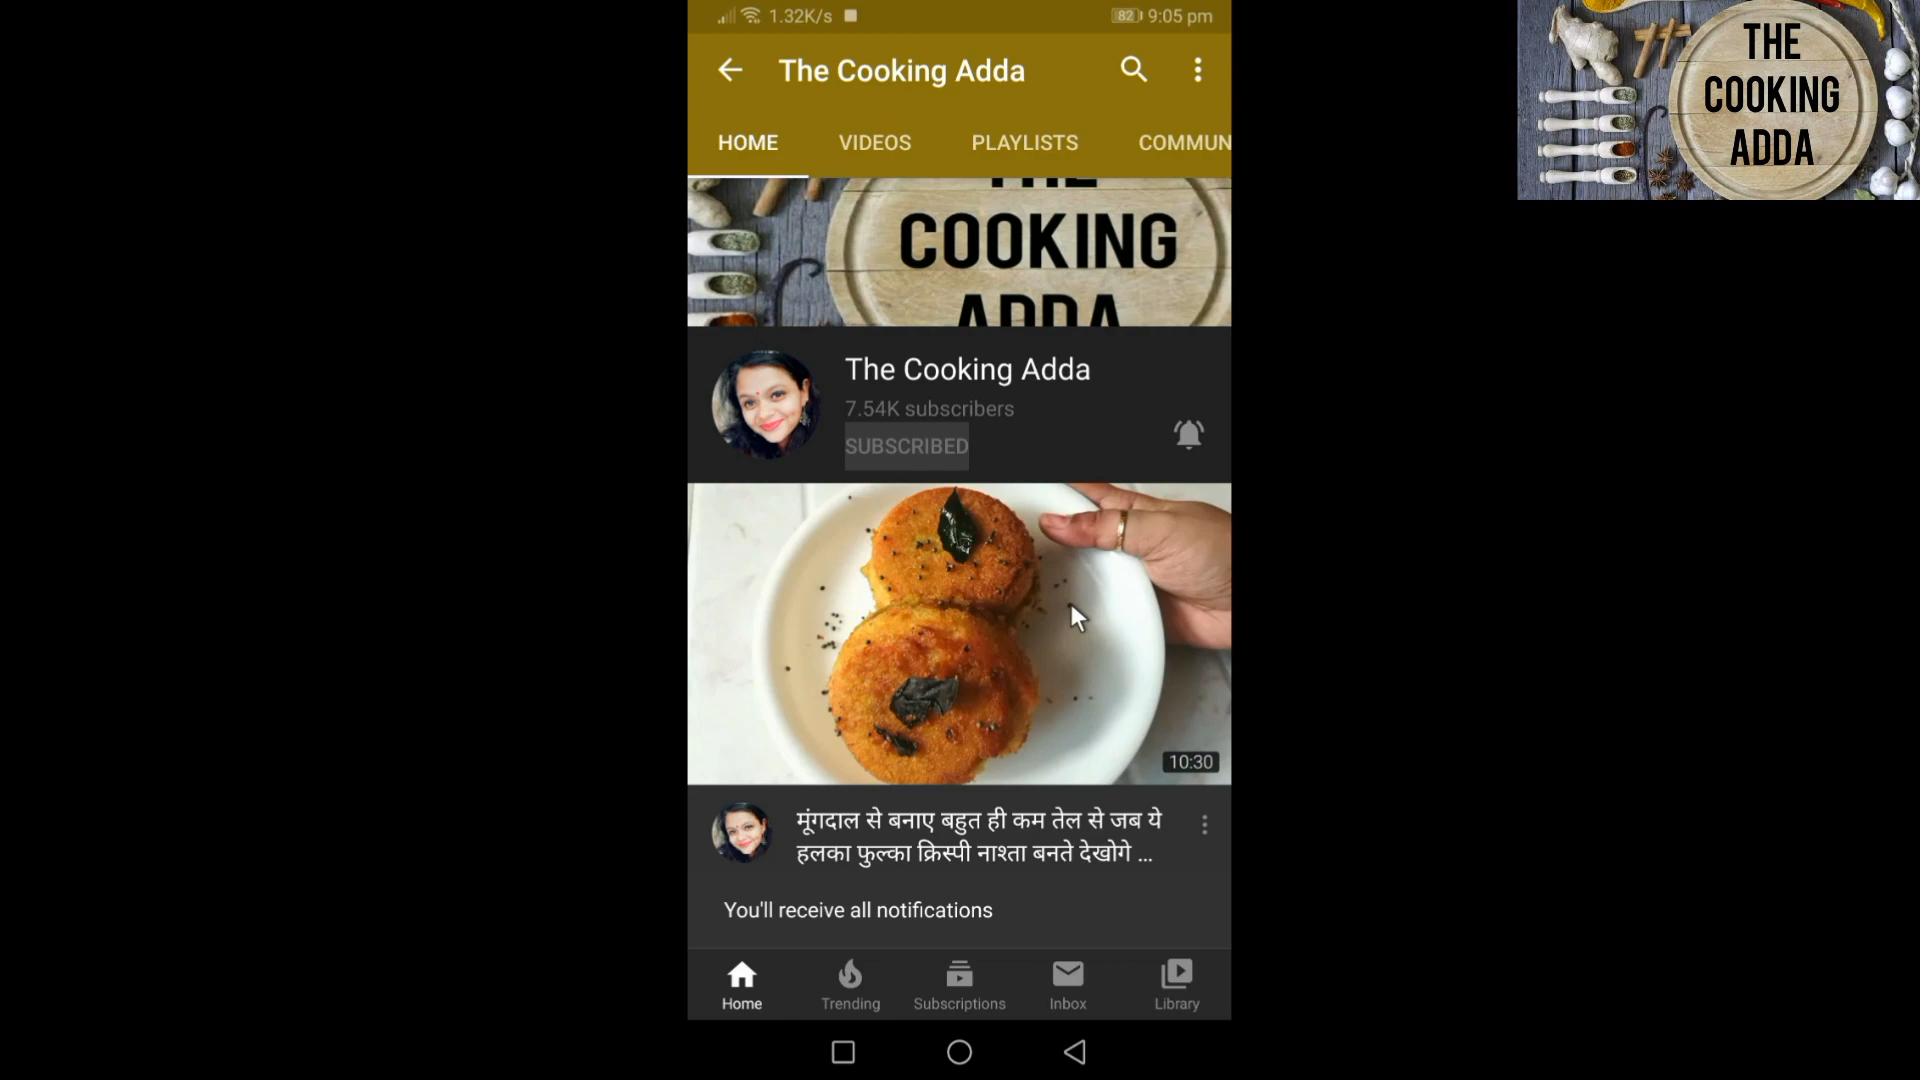 1.32K/s
82 9:05 pm
The Cooking Adda
HOME VIDEOS PLAYLISTS COMMUN
THE
COOKING
ADDA
The Cooking Adda
7.54K subscribers
SUBSCRIBED
10:30
मूंगदाल से बनाए बहुत ही कम तेल से जब ये
हलका फुल्का क्रिस्पी नाश्ता बनते देखोगे ...
You'll receive all notifications
Home Trending Subscriptions Inbox Library
THE
COOKING
ADDA